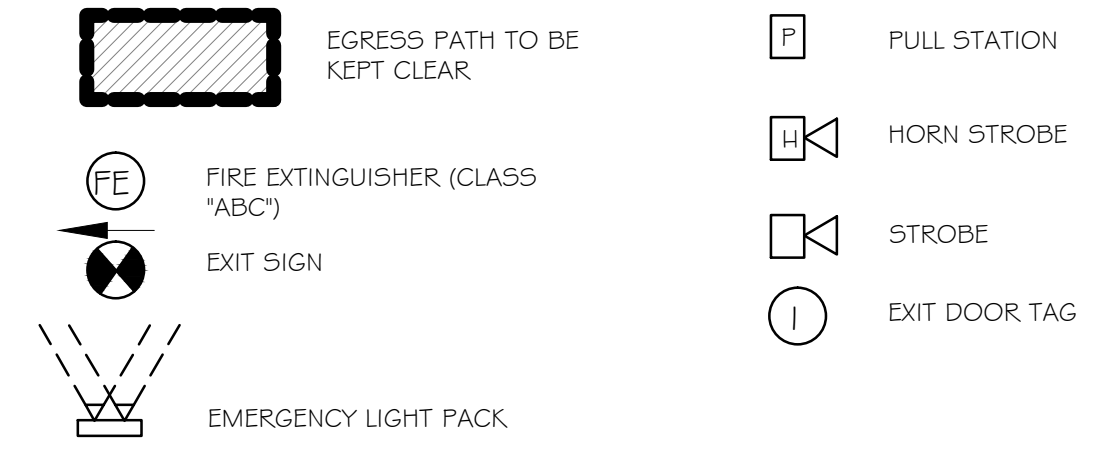 EGRESS PATH TO BE
KEPT CLEAR
FE
FIRE EXTINGUISHER (CLASS
"ABC")
EXIT SIGN
EMERGENCY LIGHT PACK
P
PULL STATION
H
HORN STROBE
STROBE
1
EXIT DOOR TAG